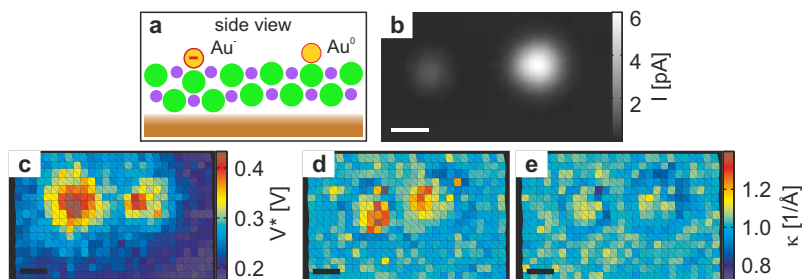 a
side view
Au⁻
Au⁰
b
6
4
2
I [pA]
c
0.4
0.3
0.2
V* [V]
d
e
1.2
1.0
0.8
κ [1/Å]